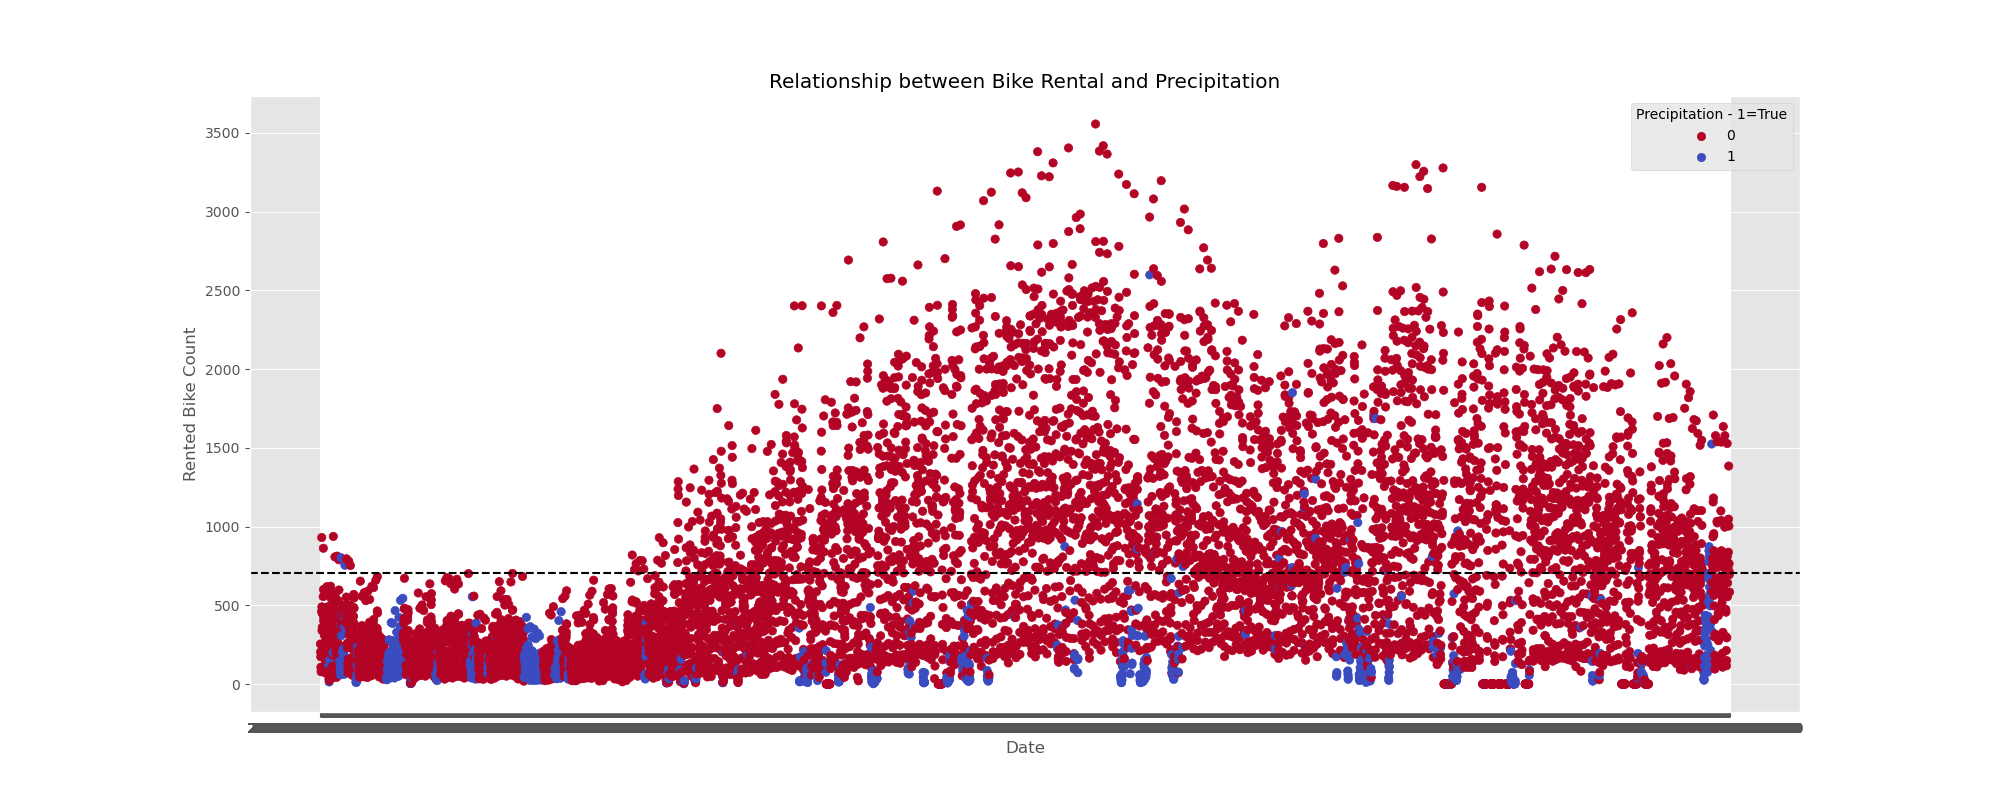 Relationship between Bike Rental and Precipitation
Precipitation - 1=True
0
1
Rented Bike Count
3500
3000
2500
2000
1500
1000
500
0
Date